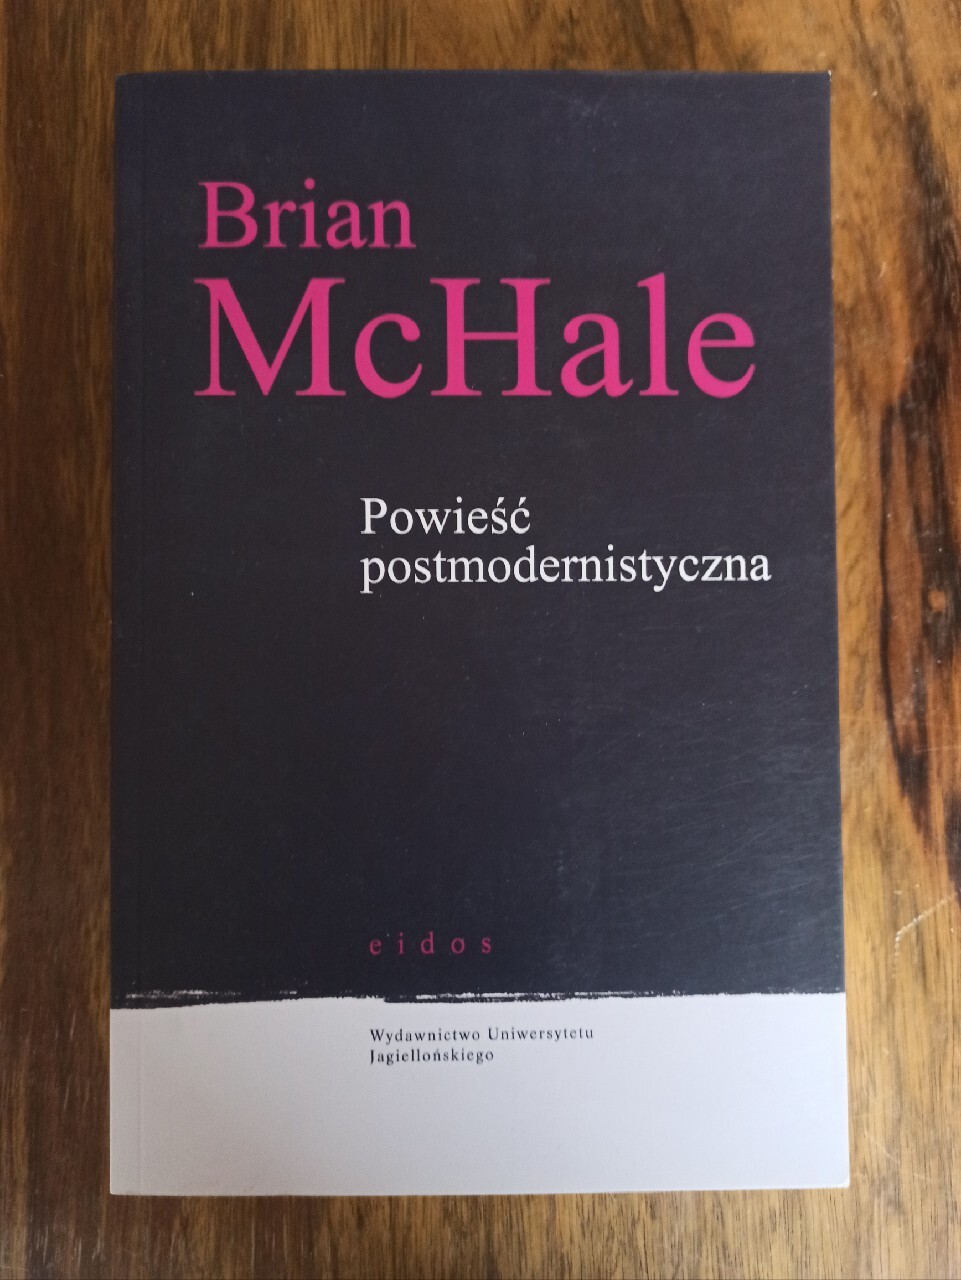 Brian
McHale
Powieść
postmodernistyczna
eidos
Wydawnictwo Uniwersytetu
Jagiellońskiego